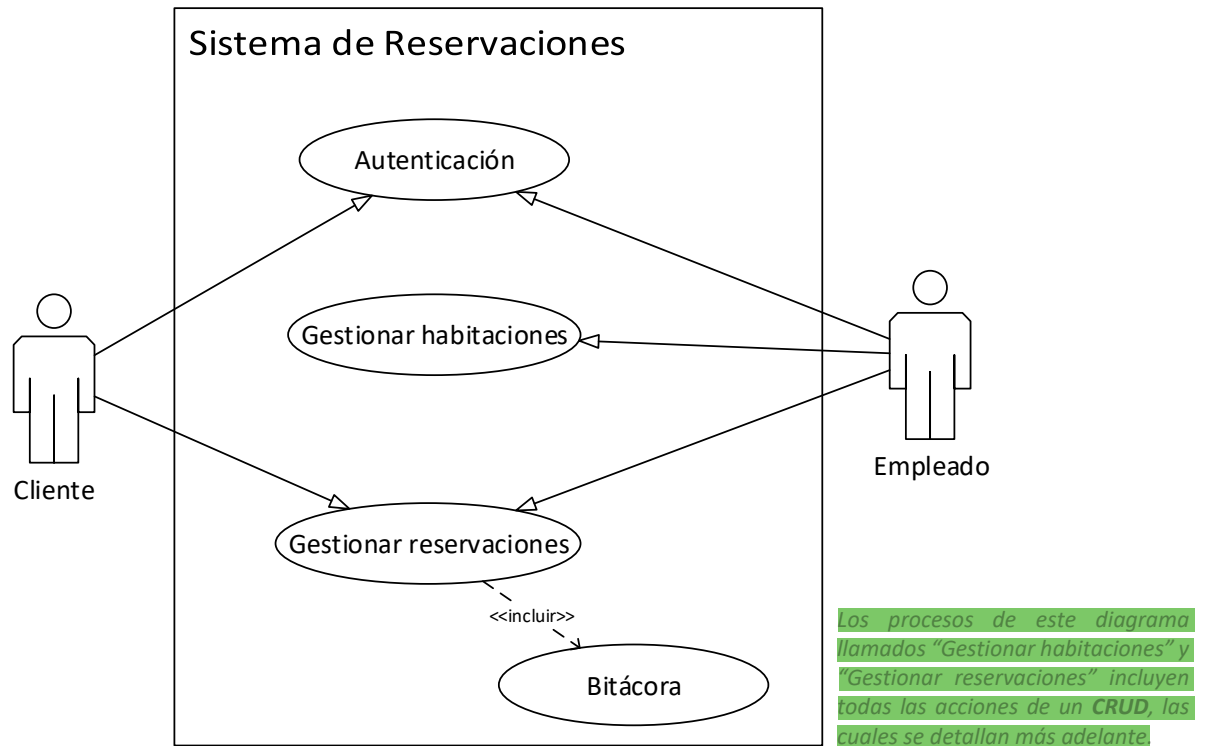 Sistema de Reservaciones
Autenticación
Gestionar habitaciones
Cliente
Empleado
Gestionar reservaciones
<<incluir>>
Bitácora
Los procesos de este diagrama
llamados “Gestionar habitaciones” y
“Gestionar reservaciones” incluyen
todas las acciones de un CRUD, las
cuales se detallan más adelante.